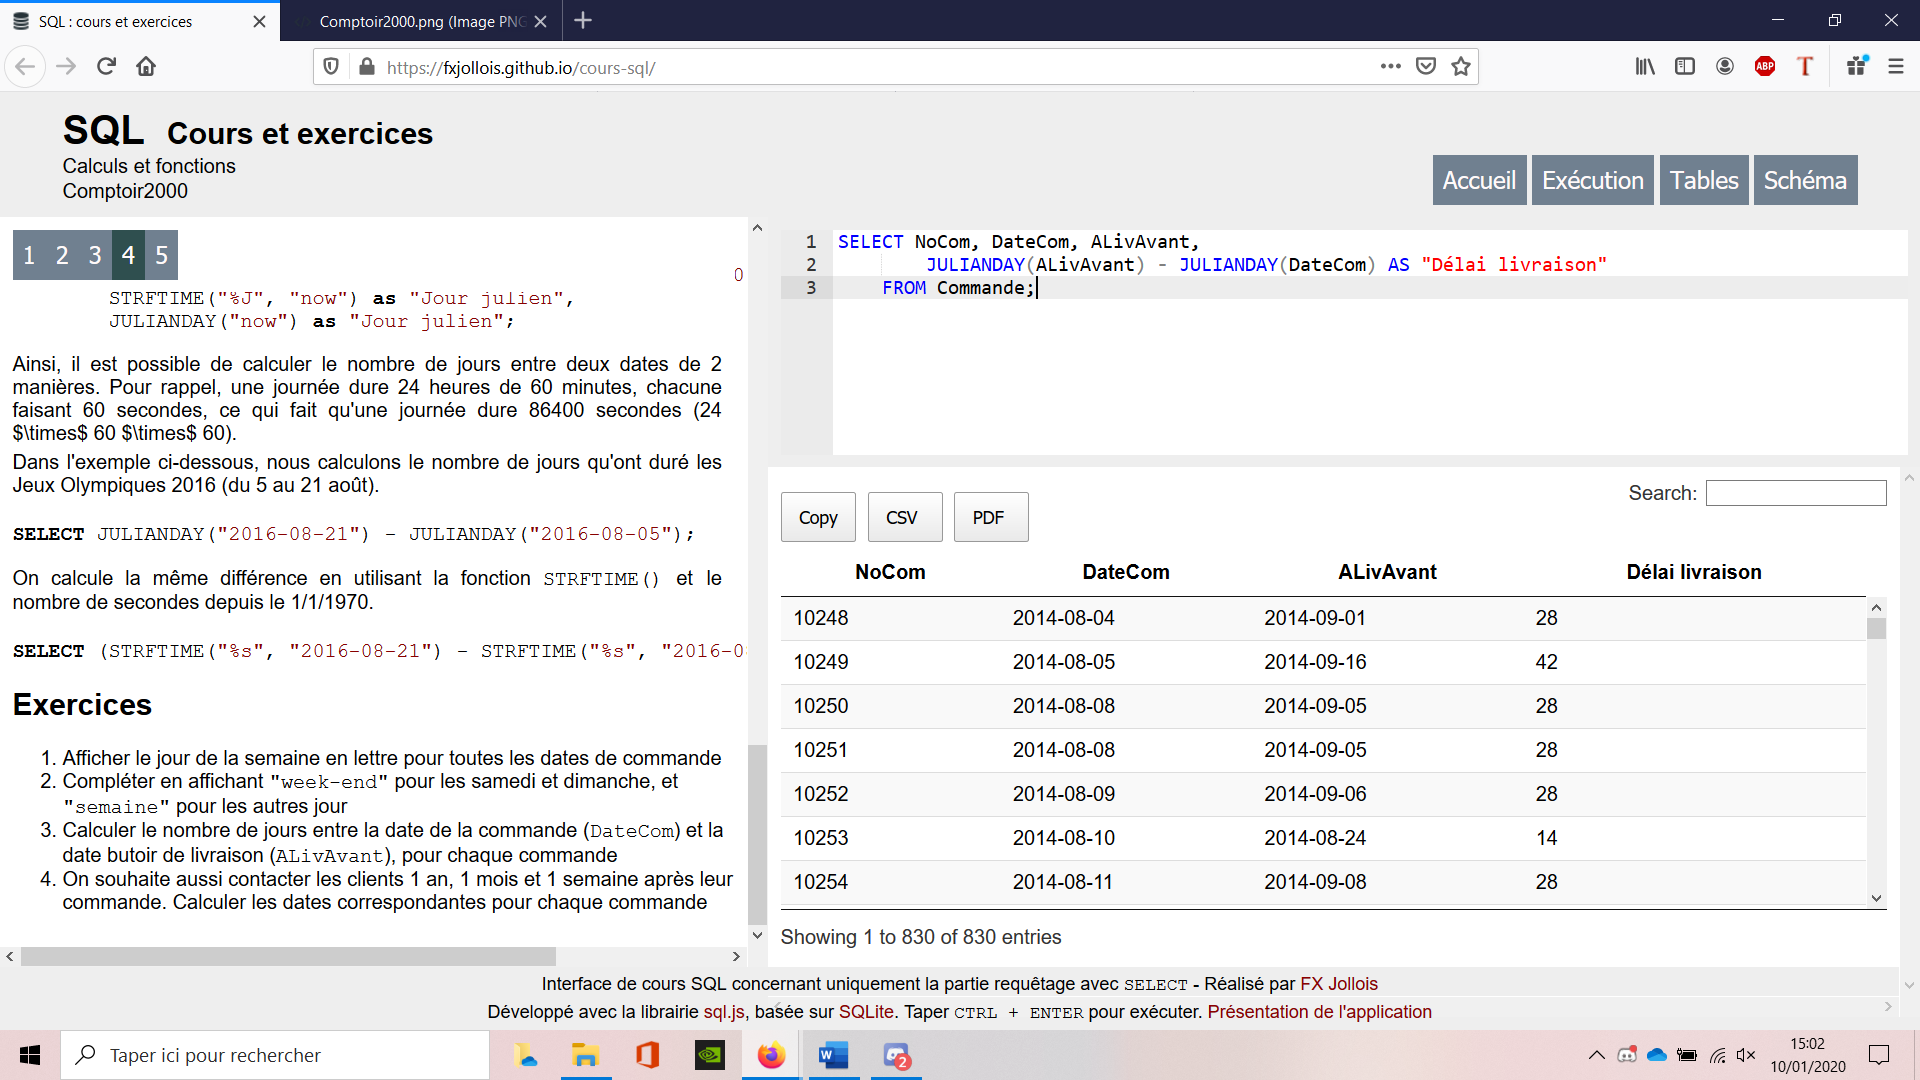 SQL : cours et exercices
Comptoir2000.png (Image PNG
https://fxjollois.github.io/cours-sql/
ABP
T
SQL Cours et exercices
Calculs et fonctions
Comptoir2000
Accueil Exécution Tables Schéma
1 2 3 4 5
0
STRFTIME("%J", "now") as "Jour julien",
JULIANDAY("now") as "Jour julien";
Ainsi, il est possible de calculer le nombre de jours entre deux dates de 2
manières. Pour rappel, une journée dure 24 heures de 60 minutes, chacune
faisant 60 secondes, ce qui fait qu'une journée dure 86400 secondes (24
$\times$ 60 $\times$ 60).
Dans l'exemple ci-dessous, nous calculons le nombre de jours qu'ont duré les
Jeux Olympiques 2016 (du 5 au 21 août).
SELECT JULIANDAY("2016-08-21") - JULIANDAY("2016-08-05");
On calcule la même différence en utilisant la fonction STRFTIME() et le
nombre de secondes depuis le 1/1/1970.
SELECT (STRFTIME("%s", "2016-08-21") - STRFTIME("%s", "2016-0
Exercices
1. Afficher le jour de la semaine en lettre pour toutes les dates de commande
2. Compléter en affichant "week-end" pour les samedi et dimanche, et
"semaine" pour les autres jour
3. Calculer le nombre de jours entre la date de la commande (DateCom) et la
date butoir de livraison (ALivAvant), pour chaque commande
4. On souhaite aussi contacter les clients 1 an, 1 mois et 1 semaine après leur
commande. Calculer les dates correspondantes pour chaque commande
1 SELECT NoCom, DateCom, ALivAvant,
2 JULIANDAY(ALivAvant) - JULIANDAY(DateCom) AS "Délai livraison"
3 FROM Commande;
Search:
Copy CSV PDF
NoCom DateCom ALivAvant Délai livraison
10248 2014-08-04 2014-09-01 28
10249 2014-08-05 2014-09-16 42
10250 2014-08-08 2014-09-05 28
10251 2014-08-08 2014-09-05 28
10252 2014-08-09 2014-09-06 28
10253 2014-08-10 2014-08-24 14
10254 2014-08-11 2014-09-08 28
Showing 1 to 830 of 830 entries
Interface de cours SQL concernant uniquement la partie requêtage avec SELECT - Réalisé par FX Jollois
Développé avec la librairie sql.js, basée sur SQLite. Taper CTRL + ENTER pour exécuter. Présentation de l'application
Taper ici pour rechercher
W
2
15:02
10/01/2020